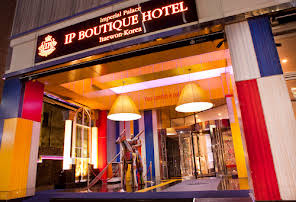 Imperial Palace
IP BOUTIQUE HOTEL
Itaewon-Korea